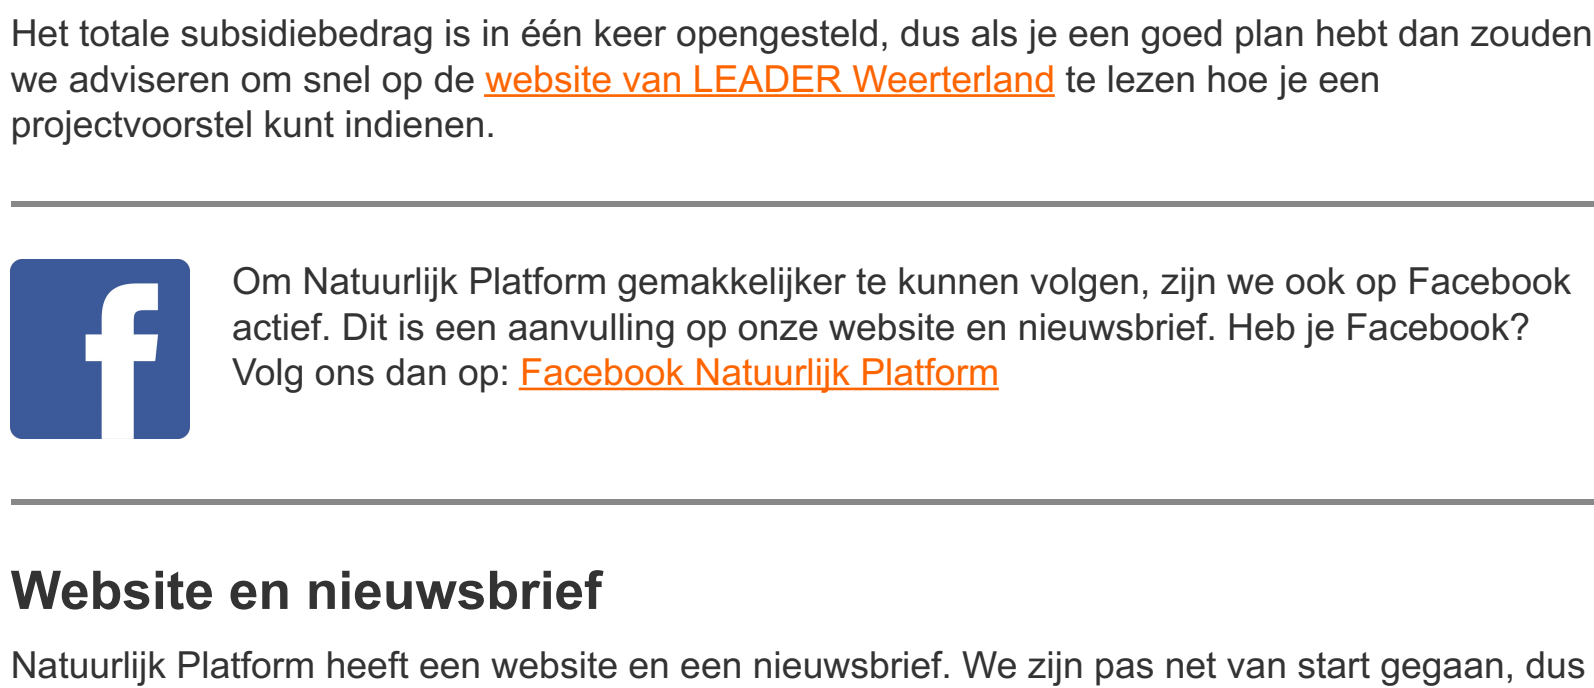 Het totale subsidiebedrag is in één keer opengesteld, dus als je een goed plan hebt dan zouden
we adviseren om snel op de website van LEADER Weerterland te lezen hoe je een
projectvoorstel kunt indienen.
f
Om Natuurlijk Platform gemakkelijker te kunnen volgen, zijn we ook op Facebook
actief. Dit is een aanvulling op onze website en nieuwsbrief. Heb je Facebook?
Volg ons dan op: Facebook Natuurlijk Platform
Website en nieuwsbrief
Natuurlijk Platform heeft een website en een nieuwsbrief. We zijn pas net van start gegaan, dus